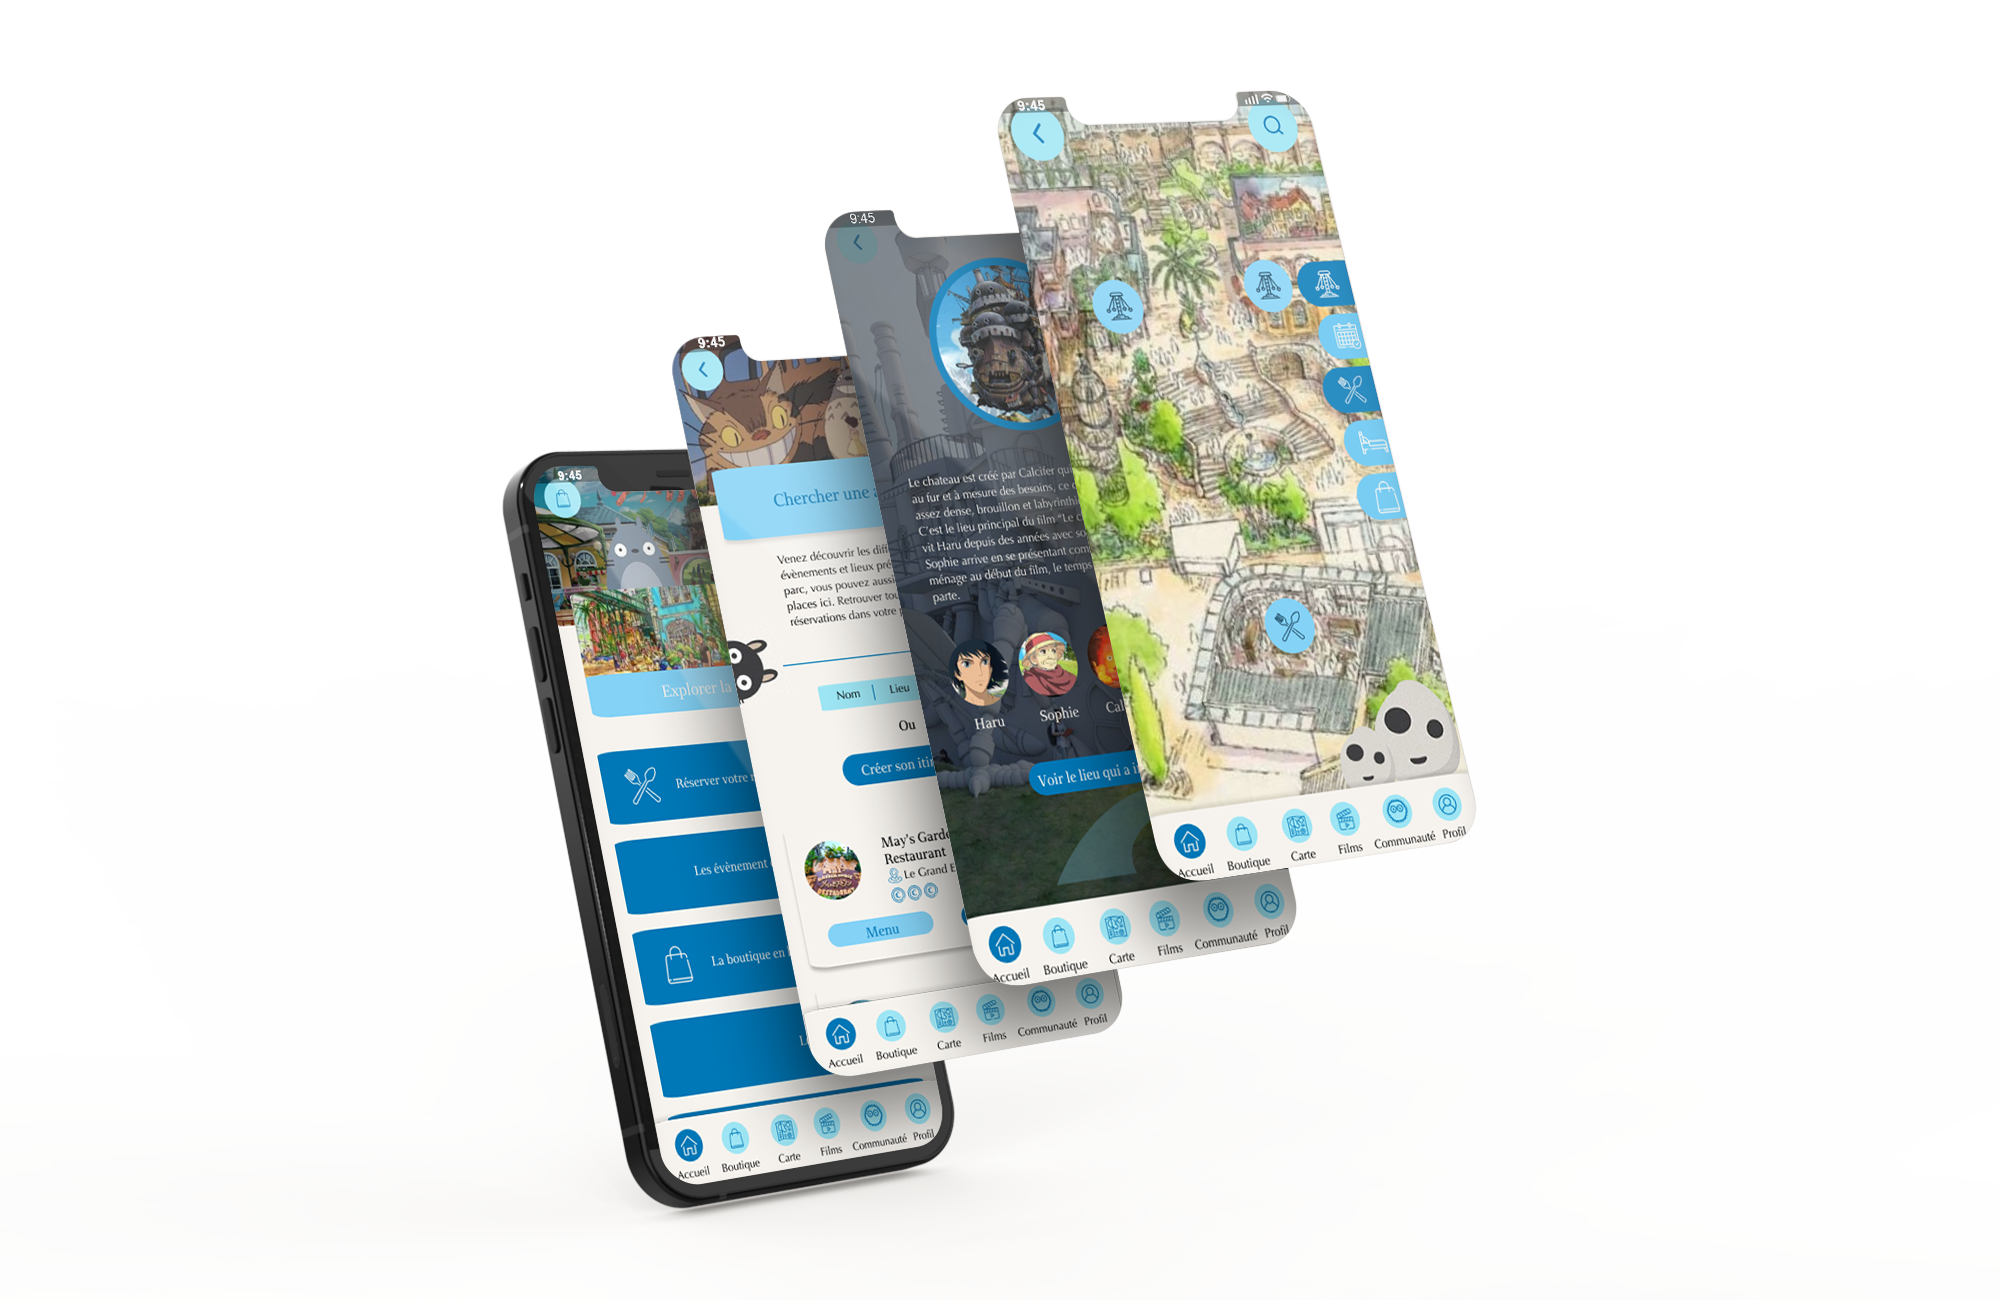 9:45
Explorer la
Réserver votre
Les évènement
La boutique en
Accueil
Boutique
Carte
Films
Communauté
Profil
9:45
Chercher une
Venez découvrir les diff
évènements et lieux pré
parc, vous pouvez aussi
places ici. Retrouver tou
réservations dans votre
Nom | Lieu
Ou
Créer son itin
May's Garde
Restaurant
Le Grand E
Menu
Accueil
Boutique
Carte
Films
Communauté
Profil
9:45
Le chateau est créé par Calcifer qui
au fur et à mesure des besoins, ce
assez dense, brouillon et labyrinthi
C'est le lieu principal du film "Le c
vit Haru depuis des années avec so
Sophie arrive en se présentant com
ménage au début du film, le temps
parte.
Haru
Sophie
Cal
Voir le lieu qui a i
Accueil
Boutique
Carte
Films
Communauté
Profil
9:45
Accueil
Boutique
Carte
Films
Communauté
Profil